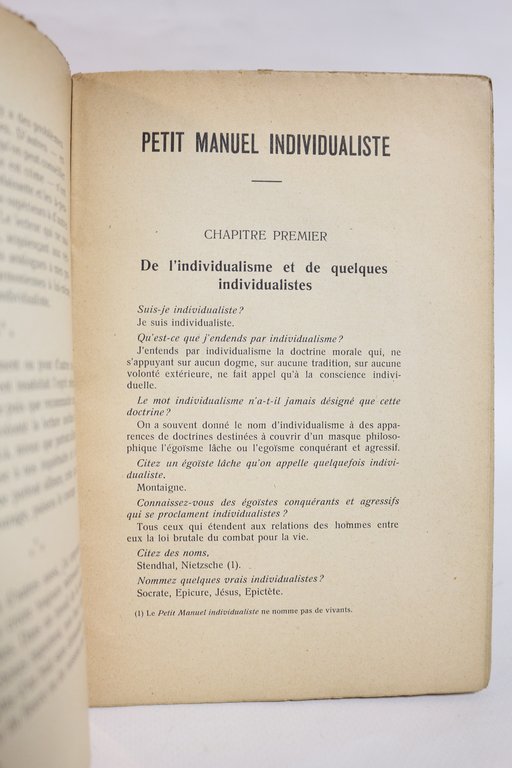 PETIT MANUEL INDIVIDUALISTE
CHAPITRE PREMIER
De l'individualisme et de quelques
individualistes
Suis-je individualiste ?
Je suis individualiste.
Qu'est-ce que j'endends par individualisme ?
J'entends par individualisme la doctrine morale qui, ne
s'appuyant sur aucun dogme, sur aucune tradition, sur aucune
volonté extérieure, ne fait appel qu'à la conscience indivi-
duelle.
Le mot individualisme n'a-t-il jamais désigné que cette
doctrine ?
On a souvent donné le nom d'individualisme à des appa-
rences de doctrines destinées à couvrir d'un masque philoso-
phique l'égoïsme lâche ou l'egoïsme conquérant et agressif.
Citez un égoïste lâche qu'on appelle quelquefois indivi-
dualiste.
Montaigne.
Connaissez-vous des égoïstes conquérants et agressifs
qui se proclament individualistes ?
Tous ceux qui étendent aux relations des hommes entre
eux la loi brutale du combat pour la vie.
Citez des noms.
Stendhal, Nietzsche (1).
Nommez quelques vrais individualistes ?
Socrate, Epicure, Jésus, Epictète.
(1) Le Petit Manuel individualiste ne nomme pas de vivants.